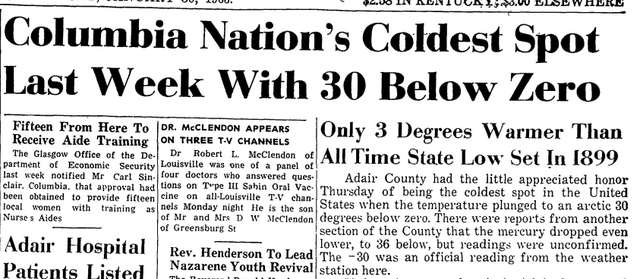 $2.58 IN KENTUCKY; $3.00 ELSEWHERE
Columbia Nation's Coldest Spot
Last Week With 30 Below Zero
Fifteen From Here To
Receive Aide Training
The Glasgow Office of the De-
partment of Economic Security
last week notified Mr Carl Sin-
clair, Columbia, that approval had
been obtained to provide fifteen
local women with training as
Nurse s Aides
Adair Hospital
Patients Listed
DR. McCLENDON APPEARS
ON THREE T-V CHANNELS
Dr Robert L. McClendon of
Louisville was one of a panel of
four doctors who answered ques-
tions on Type III Sabin Oral Vac-
cine on all-Louisville T-V chan-
nels Monday night He is the son
of Mr and Mrs D W McClendon
of Greensburg St
Rev. Henderson To Lead
Nazarene Youth Revival
Only 3 Degrees Warmer Than
All Time State Low Set In 1899
Adair County had the little appreciated honor
Thursday of being the coldest spot in the United
States when the temperature plunged to an arctic 30
degrees below zero. There were reports from another
section of the County that the mercury dropped even
lower, to 36 below, but readings were unconfirmed.
The -30 was an official reading from the weather
station here.